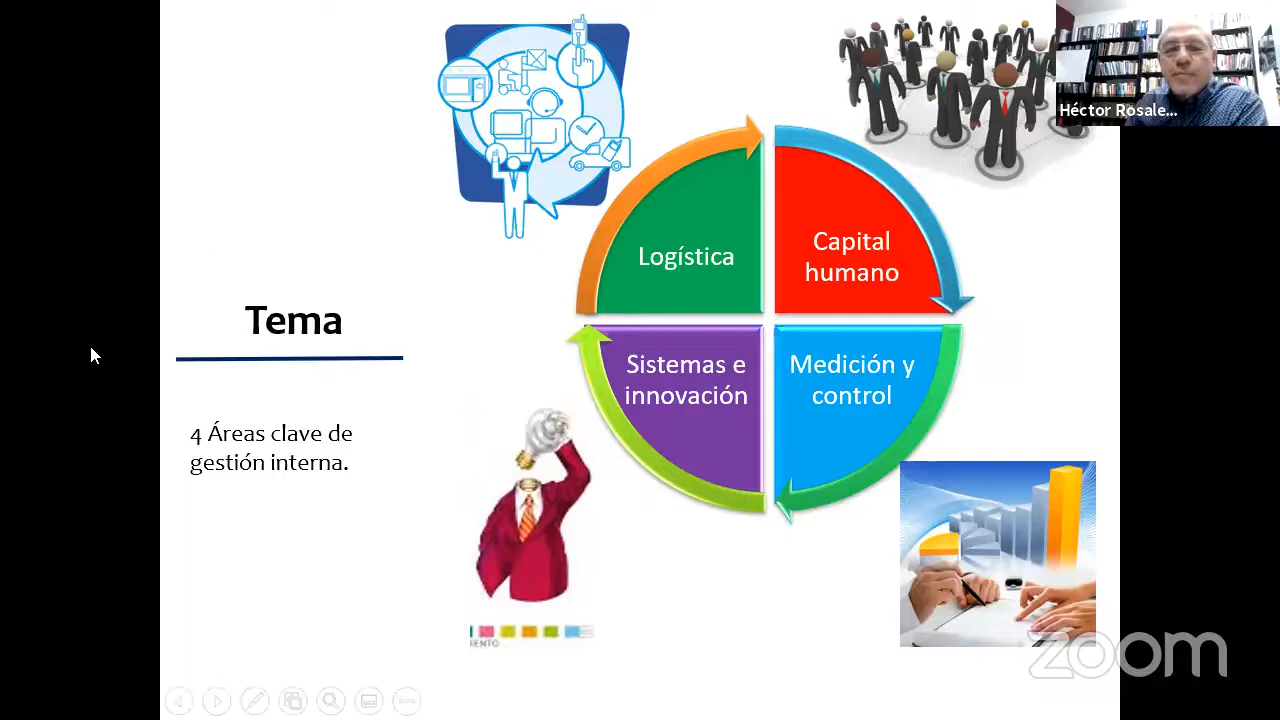 Héctor Rosale...
Logística
Capital
humano
Tema
Sistemas e
innovación
Medición y
control
4 Áreas clave de
gestión interna.
zoom